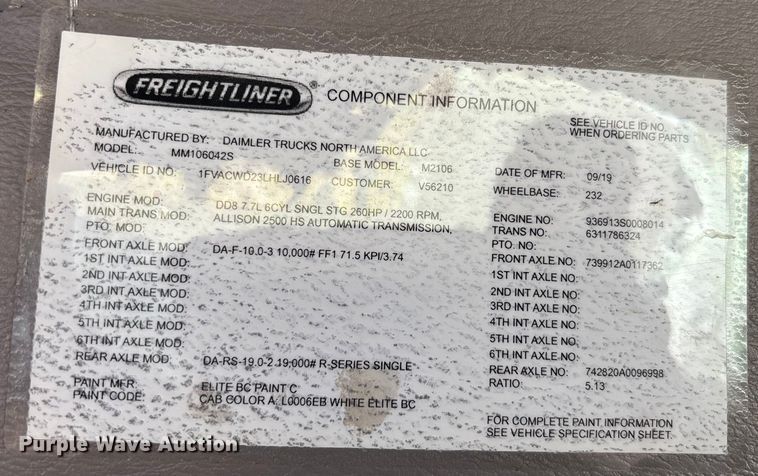 FREIGHTLINER ® COMPONENT INFORMATION
SEE VEHICLE ID NO.
WHEN ORDERING PARTS
MANUFACTURED BY: DAIMLER TRUCKS NORTH AMERICA LLC
MODEL: MM106042S BASE MODEL: M2106 DATE OF MFR: 09/19
VEHICLE ID NO: 1FVACWD23LHLJ0616 CUSTOMER: V56210 WHEELBASE: 232
ENGINE MOD: DD8 7.7L 6CYL SNGL STG 260HP / 2200 RPM, ENGINE NO: 936913S0008014
MAIN TRANS MOD: ALLISON 2500 HS AUTOMATIC TRANSMISSION, TRANS NO: 6311786324
PTO. MOD: PTO. NO:
FRONT AXLE MOD: DA-F-10.0-3 10,000# FF1 71.5 KPI/3.74 FRONT AXLE NO: 739912A0117362
1ST INT AXLE MOD: 1ST INT AXLE NO:
2ND INT AXLE MOD: 2ND INT AXLE NO:
3RD INT AXLE MOD: 3RD INT AXLE NO:
4TH INT AXLE MOD: 4TH INT AXLE NO:
5TH INT AXLE MOD: 5TH INT AXLE NO:
6TH INT AXLE MOD: 6TH INT AXLE NO:
REAR AXLE MOD: DA-RS-19.0-2 19,000# R-SERIES SINGLE REAR AXLE NO: 742820A0096998
RATIO: 5.13
PAINT MFR: ELITE BC PAINT C
PAINT CODE: CAB COLOR A: L0006EB WHITE ELITE BC
FOR COMPLETE PAINT INFORMATION
SEE VEHICLE SPECIFICATION SHEET.
Purple Wave Auction